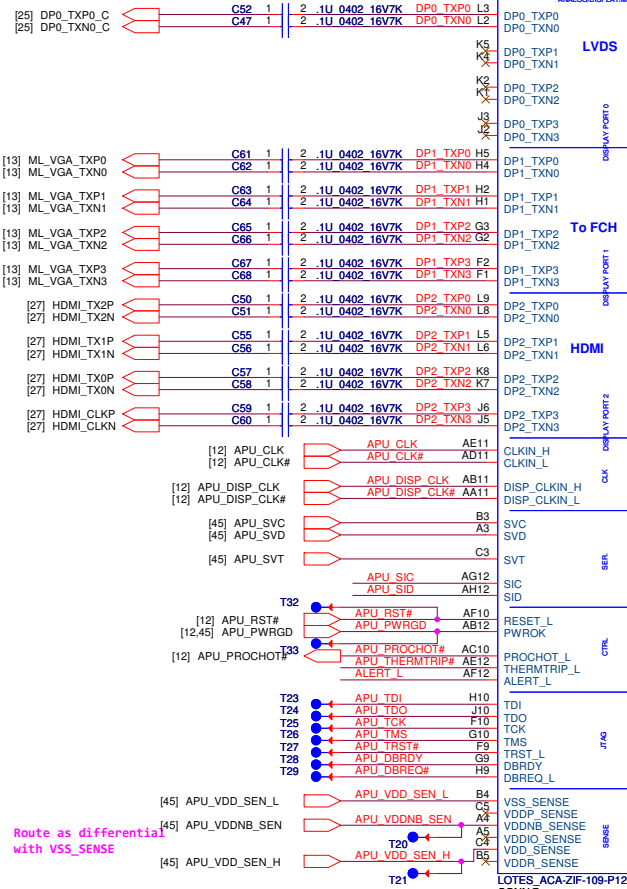 [25] DP0_TXP0_C C52 1 2 .1U_0402_16V7K DP0_TXP0 L3 DP0_TXP0
[25] DP0_TXN0_C C47 1 2 .1U_0402_16V7K DP0_TXN0 L2 DP0_TXN0
LVDS
K5 DP0_TXP1
K4 DP0_TXN1
K2 DP0_TXP2
K1 DP0_TXN2
J3 DP0_TXP3
J2 DP0_TXN3
DISPLAY PORT 0
[13] ML_VGA_TXP0 C61 1 2 .1U_0402_16V7K DP1_TXP0 H5 DP1_TXP0
[13] ML_VGA_TXN0 C62 1 2 .1U_0402_16V7K DP1_TXN0 H4 DP1_TXN0
[13] ML_VGA_TXP1 C63 1 2 .1U_0402_16V7K DP1_TXP1 H2 DP1_TXP1
[13] ML_VGA_TXN1 C64 1 2 .1U_0402_16V7K DP1_TXN1 H1 DP1_TXN1
To FCH
[13] ML_VGA_TXP2 C65 1 2 .1U_0402_16V7K DP1_TXP2 G3 DP1_TXP2
[13] ML_VGA_TXN2 C66 1 2 .1U_0402_16V7K DP1_TXN2 G2 DP1_TXN2
[13] ML_VGA_TXP3 C67 1 2 .1U_0402_16V7K DP1_TXP3 F2 DP1_TXP3
[13] ML_VGA_TXN3 C68 1 2 .1U_0402_16V7K DP1_TXN3 F1 DP1_TXN3
DISPLAY PORT 1
[27] HDMI_TX2P C50 1 2 .1U_0402_16V7K DP2_TXP0 L9 DP2_TXP0
[27] HDMI_TX2N C51 1 2 .1U_0402_16V7K DP2_TXN0 L8 DP2_TXN0
[27] HDMI_TX1P C55 1 2 .1U_0402_16V7K DP2_TXP1 L5 DP2_TXP1
[27] HDMI_TX1N C56 1 2 .1U_0402_16V7K DP2_TXN1 L6 DP2_TXN1
HDMI
[27] HDMI_TX0P C57 1 2 .1U_0402_16V7K DP2_TXP2 K8 DP2_TXP2
[27] HDMI_TX0N C58 1 2 .1U_0402_16V7K DP2_TXN2 K7 DP2_TXN2
[27] HDMI_CLKP C59 1 2 .1U_0402_16V7K DP2_TXP3 J6 DP2_TXP3
[27] HDMI_CLKN C60 1 2 .1U_0402_16V7K DP2_TXN3 J5 DP2_TXN3
DISPLAY PORT 2
[12] APU_CLK APU_CLK AE11 CLKIN_H
[12] APU_CLK# APU_CLK# AD11 CLKIN_L
CLK
[12] APU_DISP_CLK APU_DISP_CLK AB11 DISP_CLKIN_H
[12] APU_DISP_CLK# APU_DISP_CLK# AA11 DISP_CLKIN_L
[45] APU_SVC B3 SVC
[45] APU_SVD A3 SVD
[45] APU_SVT C3 SVT
SER.
APU_SIC AG12 SIC
APU_SID AH12 SID
T32
[12] APU_RST# APU_RST# AF10 RESET_L
[12,45] APU_PWRGD APU_PWRGD AB12 PWROK
T33
CTRL
[12] APU_PROCHOT# APU_PROCHOT# AC10 PROCHOT_L
APU_THERMTRIP# AE12 THERMTRIP_L
ALERT_L AF12 ALERT_L
T23 APU_TDI H10 TDI
T24 APU_TDO J10 TDO
T25 APU_TCK F10 TCK
T26 APU_TMS G10 TMS
T27 APU_TRST# F9 TRST_L
T28 APU_DBRDY G9 DBRDY
T29 APU_DBREQ# H9 DBREQ_L
JTAG
[45] APU_VDD_SEN_L APU_VDD_SEN_L B4 VSS_SENSE
C5 VDDP_SENSE
[45] APU_VDDNB_SEN APU_VDDNB_SEN A4 VDDNB_SENSE
T20 A5 VDDIO_SENSE
[45] APU_VDD_SEN_H APU_VDD_SEN_H C4 VDD_SENSE
T21 B5 VDDR_SENSE
SENSE
Route as differential
with VSS_SENSE
LOTES_ACA-ZIF-109-P12